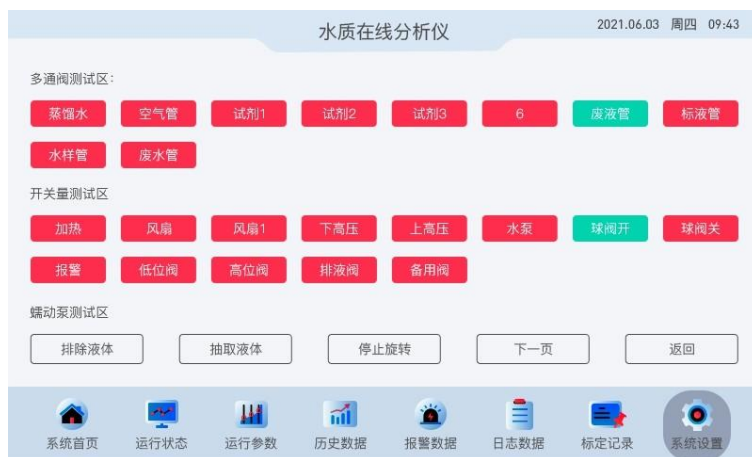 水质在线分析仪 2021.06.03 周四 09:43
多通阀测试区:
蒸馏水 空气管 试剂1 试剂2 试剂3 6 废液管 标液管
水样管 废水管
开关量测试区
加热 风扇 风扇1 下高压 上高压 水泵 球阀开 球阀关
报警 低位阀 高位阀 排液阀 备用阀
蠕动泵测试区
排除液体 抽取液体 停止旋转 下一页 返回
系统首页 运行状态 运行参数 历史数据 报警数据 日志数据 标定记录 系统设置